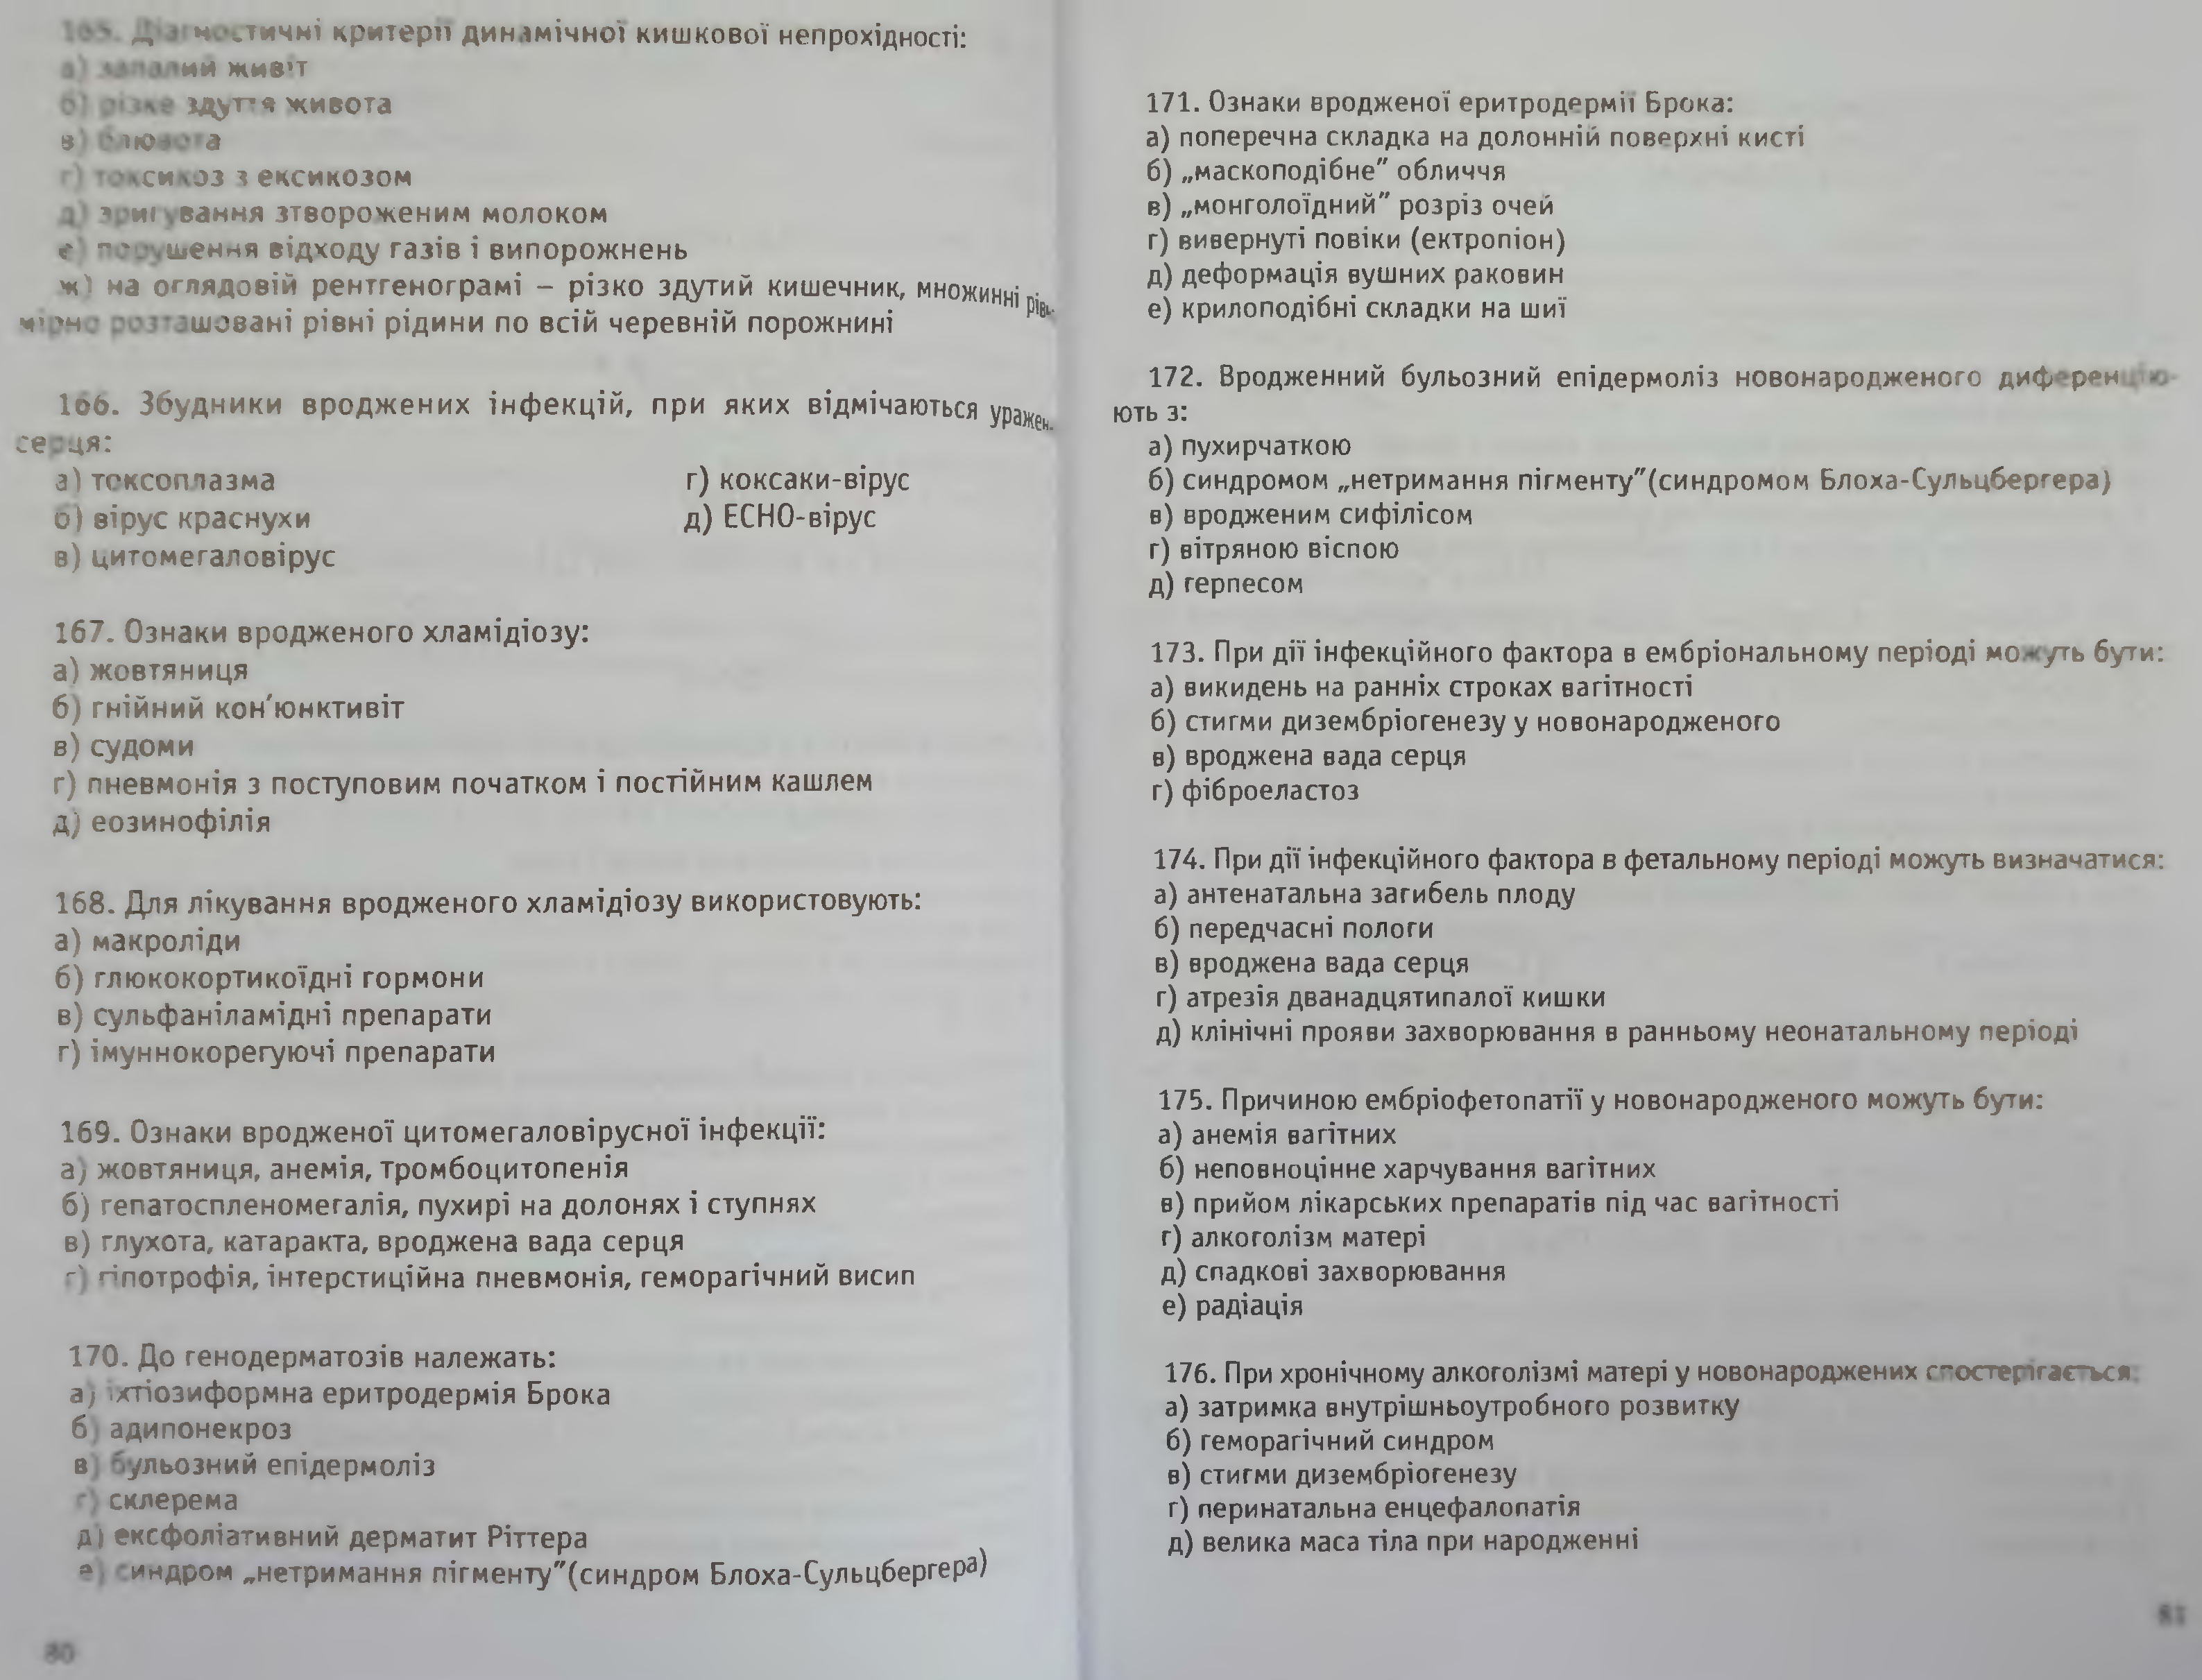 165. Діагностичні критерії динамічної кишкової непрохідності:
а) запалий живіт
б) різке здуття живота
в) блювота
г) токсикоз з ексикозом
д) зригування зтвороженим молоком
е) порушення відходу газів і випорожнень
ж) на оглядовій рентгенограмі – різко здутий кишечник, множинні рів-
мірно розташовані рівні рідини по всій черевній порожнині
166. Збудники вроджених інфекцій, при яких відмічаються уражен.
серця:
а) токсоплазма
б) вірус краснухи
в) цитомегаловірус
г) коксаки-вірус
д) ЕСНО-вірус
167. Ознаки вродженого хламідіозу:
а) жовтяниця
б) гнійний кон'юнктивіт
в) судоми
г) пневмонія з поступовим початком і постійним кашлем
д) еозинофілія
168. Для лікування вродженого хламідіозу використовують:
а) макроліди
б) глюкокортикоїдні гормони
в) сульфаніламідні препарати
г) імуннокорегуючі препарати
169. Ознаки вродженої цитомегаловірусної інфекції:
а) жовтяниця, анемія, тромбоцитопенія
б) гепатоспленомегалія, пухирі на долонях і ступнях
в) глухота, катаракта, вроджена вада серця
г) гіпотрофія, інтерстиційна пневмонія, геморагічний висип
170. До генодерматозів належать:
а) іхтіозиформна еритродермія Брока
б) адипонекроз
в) бульозний епідермоліз
г) склерема
д) ексфоліативний дерматит Ріттера
е) синдром „нетримання пігменту"(синдром Блоха-Сульцбергера)
80
171. Ознаки вродженої еритродермії Брока:
а) поперечна складка на долонній поверхні кисті
б) „маскоподібне" обличчя
в) „монголоїдний" розріз очей
г) вивернуті повіки (ектропіон)
д) деформація вушних раковин
е) крилоподібні складки на шиї
172. Вродженний бульозний епідермоліз новонародженого диференцію-
ють з:
а) пухирчаткою
б) синдромом „нетримання пігменту"(синдромом Блоха-Сульцбергера)
в) вродженим сифілісом
г) вітряною віспою
д) герпесом
173. При дії інфекційного фактора в ембріональному періоді можуть бути:
а) викидень на ранніх строках вагітності
б) стигми дизембріогенезу у новонародженого
в) вроджена вада серця
г) фіброеластоз
174. При дії інфекційного фактора в фетальному періоді можуть визначатися:
а) антенатальна загибель плоду
б) передчасні пологи
в) вроджена вада серця
г) атрезія дванадцятипалої кишки
д) клінічні прояви захворювання в ранньому неонатальному періоді
175. Причиною ембріофетопатії у новонародженого можуть бути:
а) анемія вагітних
б) неповноцінне харчування вагітних
в) прийом лікарських препаратів під час вагітності
г) алкоголізм матері
д) спадкові захворювання
е) радіація
176. При хронічному алкоголізмі матері у новонароджених спостерігається:
а) затримка внутрішньоутробного розвитку
б) геморагічний синдром
в) стигми дизембріогенезу
г) перинатальна енцефалопатія
д) велика маса тіла при народженні
81